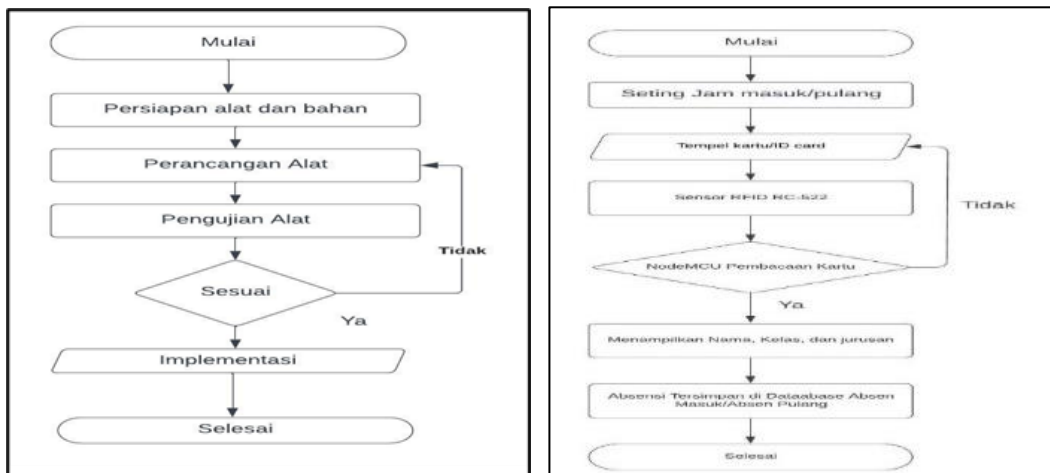 Mulai
Persiapan alat dan bahan
Perancangan Alat
Pengujian Alat
Tidak
Sesuai
Ya
Implementasi
Selesai
Mulai
Seting Jam masuk/pulang
Tempel kartu/ID card
Sensor RFID RC-522
Tidak
NodeMCU Pembacaan Kartu
Ya
Menampilkan Nama, Kelas, dan jurusan
Absensi Tersimpan di Dataabase Absen
Masuk/Absen Pulang
Selesai